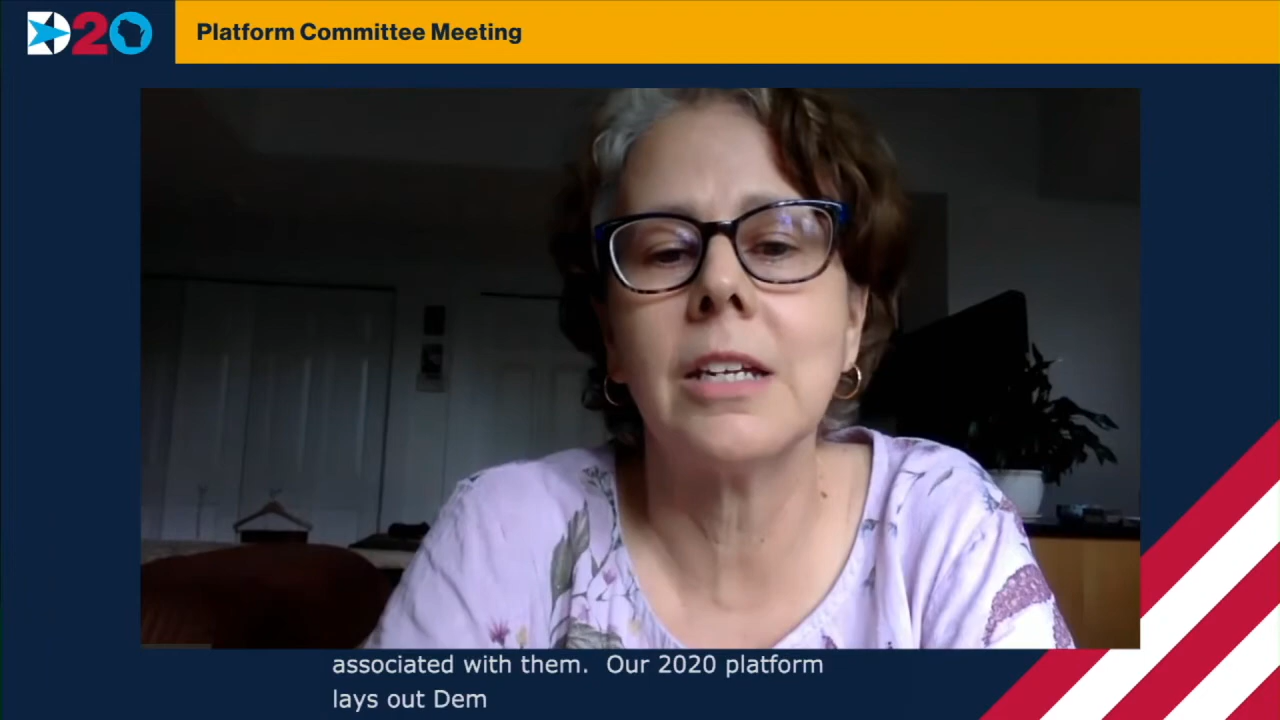 D20
Platform Committee Meeting
associated with them. Our 2020 platform
lays out Dem